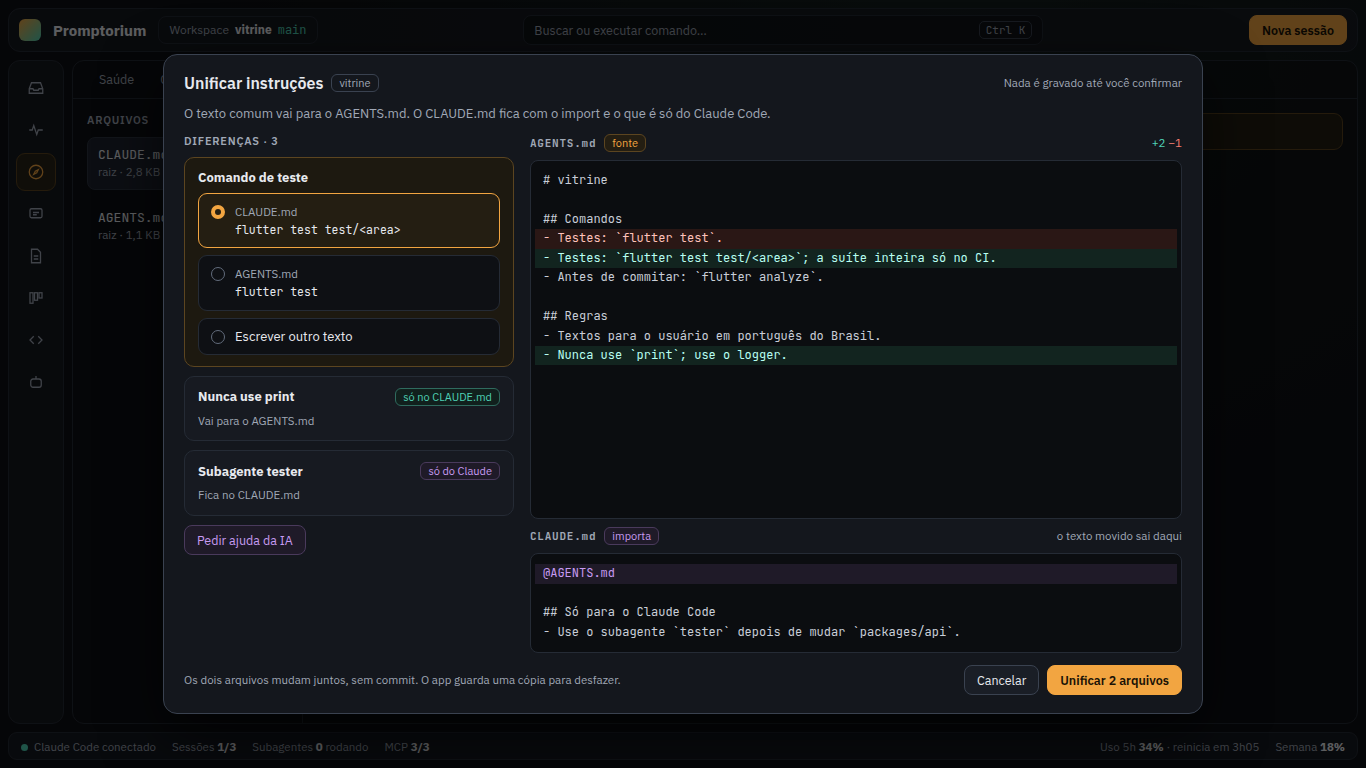 Promptorium
Workspace vitrine main
Buscar ou executar comando...
Ctrl K
Nova sessão
Saúde
ARQUIVOS
raiz · 2,8 KB
raiz · 1,1 KB
Unificar instruções
vitrine
Nada é gravado até você confirmar
O texto comum vai para o AGENTS.md. O CLAUDE.md fica com o import e o que é só do Claude Code.
DIFERENÇAS · 3
Comando de teste
CLAUDE.md
flutter test test/<area>
AGENTS.md
flutter test
Escrever outro texto
Nunca use print
só no CLAUDE.md
Vai para o AGENTS.md
Subagente tester
só do Claude
Fica no CLAUDE.md
Pedir ajuda da IA
AGENTS.md
fonte
+2 −1
# vitrine
## Comandos
- Testes: `flutter test`.
- Testes: `flutter test test/<area>`; a suíte inteira só no CI.
- Antes de commitar: `flutter analyze`.
## Regras
- Textos para o usuário em português do Brasil.
- Nunca use `print`; use o logger.
CLAUDE.md
importa
o texto movido sai daqui
@AGENTS.md
## Só para o Claude Code
- Use o subagente `tester` depois de mudar `packages/api`.
Os dois arquivos mudam juntos, sem commit. O app guarda uma cópia para desfazer.
Cancelar
Unificar 2 arquivos
Claude Code conectado
Sessões 1/3
Subagentes 0 rodando
MCP 3/3
Uso 5h 34% · reinicia em 3h05
Semana 18%